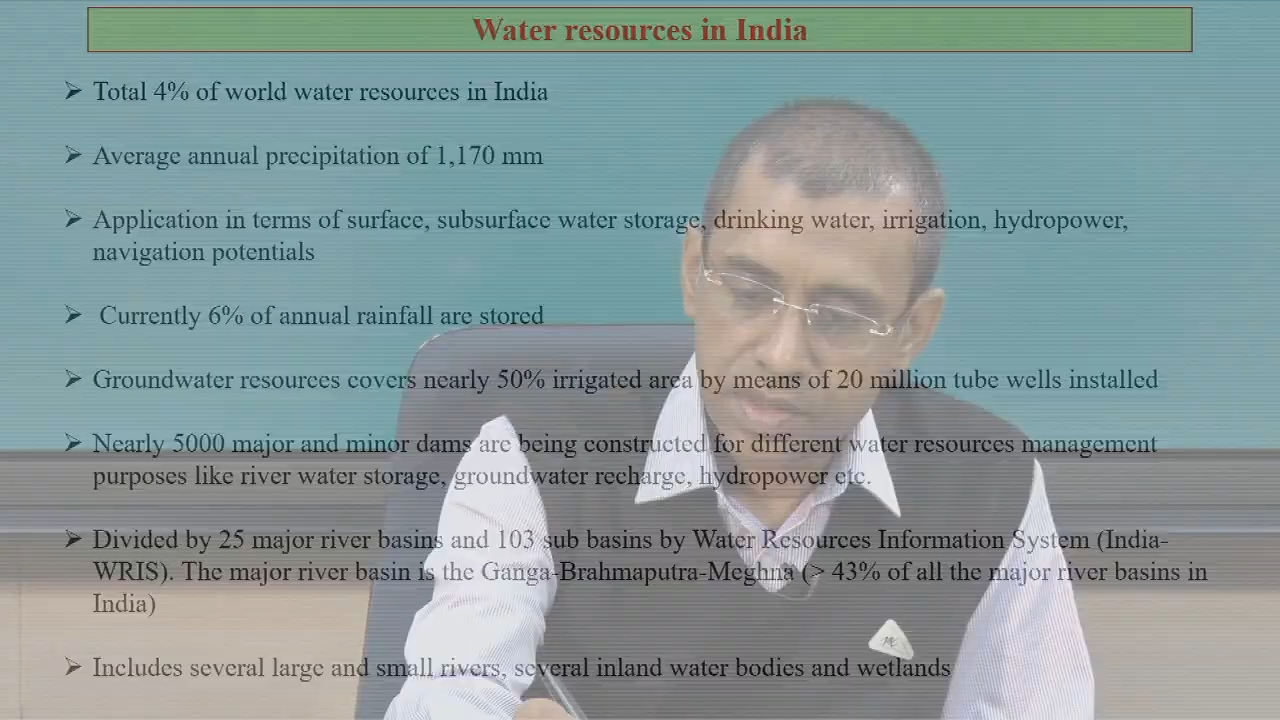 Water resources in India
➢ Total 4% of world water resources in India
➢ Average annual precipitation of 1,170 mm
➢ Application in terms of surface, subsurface water storage, drinking water, irrigation, hydropower,
navigation potentials
➢ Currently 6% of annual rainfall are stored
➢ Groundwater resources covers nearly 50% irrigated area by means of 20 million tube wells installed
➢ Nearly 5000 major and minor dams are being constructed for different water resources management
purposes like river water storage, groundwater recharge, hydropower etc.
➢ Divided by 25 major river basins and 103 sub basins by Water Resources Information System (India-
WRIS). The major river basin is the Ganga-Brahmaputra-Meghna (> 43% of all the major river basins in
India)
➢ Includes several large and small rivers, several inland water bodies and wetlands